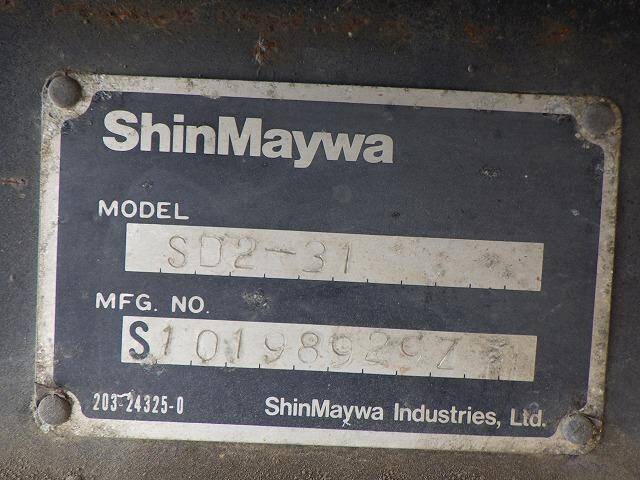 ShinMaywa
MODEL
SD2-31
MFG. NO.
S1019892
203-24325-0
ShinMaywa Industries, Ltd.